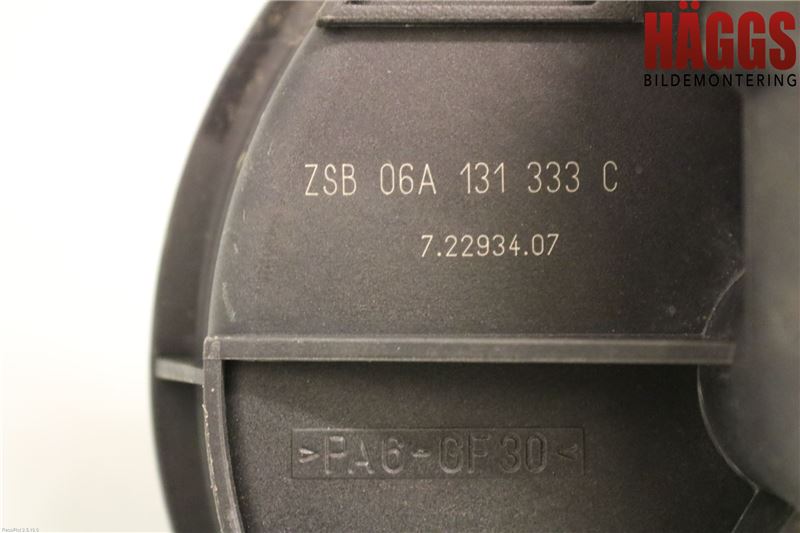 HÄGGS
BILDEMONTERING
ZSB 06A 131 333 C
7.22934.07
>PA6-GF30<